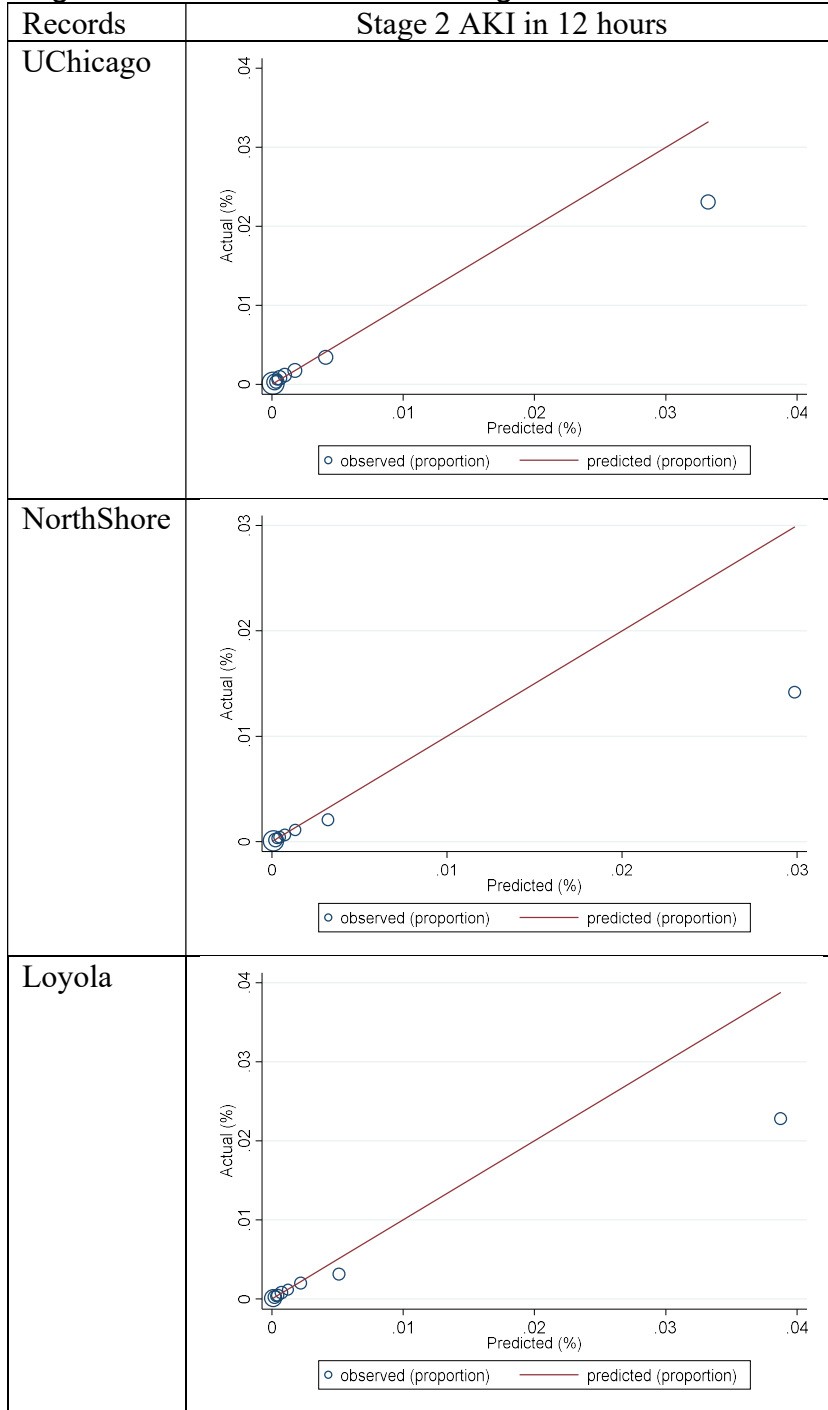 Records
Stage 2 AKI in 12 hours
UChicago
.04
.03
.02
.01
0
Actual (%)
0
.01
.02
.03
.04
Predicted (%)
observed (proportion)
predicted (proportion)
NorthShore
.03
.02
.01
0
Actual (%)
0
.01
.02
.03
Predicted (%)
observed (proportion)
predicted (proportion)
Loyola
.04
.03
.02
.01
0
Actual (%)
0
.01
.02
.03
.04
Predicted (%)
observed (proportion)
predicted (proportion)